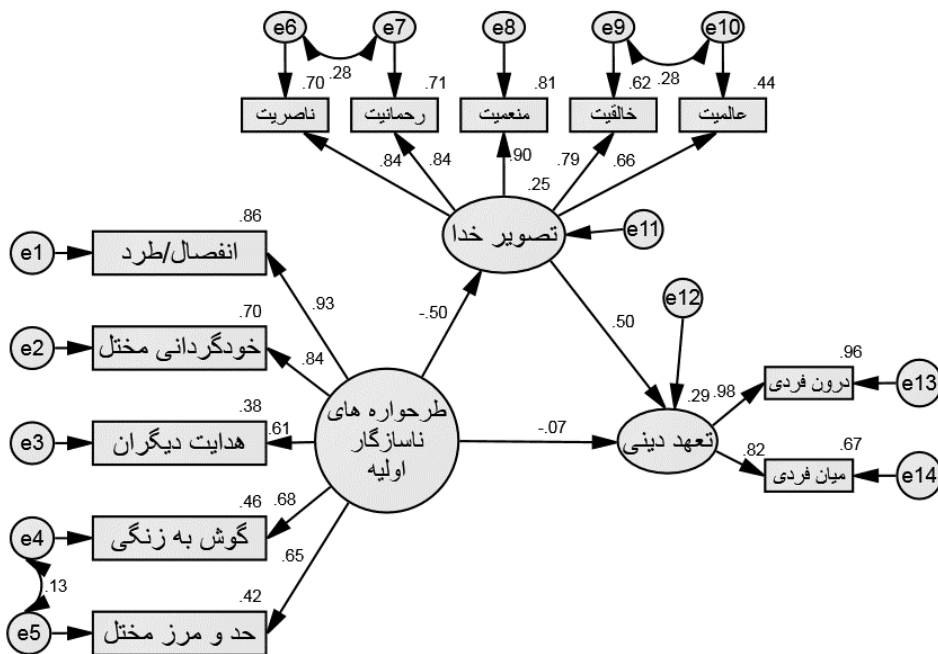 e6
e7
e8
e9
e10
.28
.28
.70
.71
.81
.62
.44
ناصریت
رحمانیت
منعمیت
خالقیت
عالمیت
.84
.84
.90
.79
.66
.25
تصویر خدا
e11
.86
e1
انفصال/طرد
.93
-.50
.50
e12
.70
e2
خودگردانی مختل
.84
.38
e3
هدایت دیگران
.61
طرحواره های
ناسازگار
اولیه
-.07
.29
تعهد دینی
.98
.96
درون فردی
e13
.82
.67
میان فردی
e14
.46
e4
گوش به زنگی
.68
.13
.65
.42
e5
حد و مرز مختل